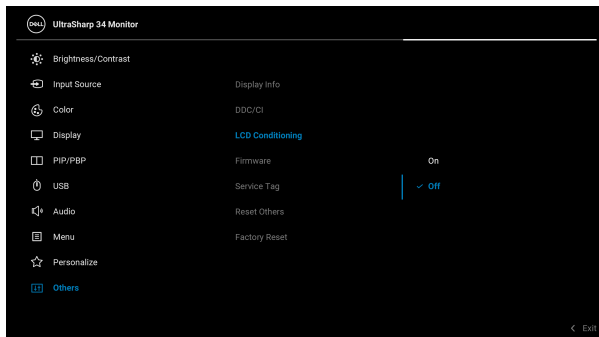 DELL UltraSharp 34 Monitor
Brightness/Contrast
Input Source
Display Info
Color
DDC/CI
Display
LCD Conditioning
PIP/PBP
Firmware
On
USB
Service Tag
Off
Audio
Reset Others
Menu
Factory Reset
Personalize
Others
Exit